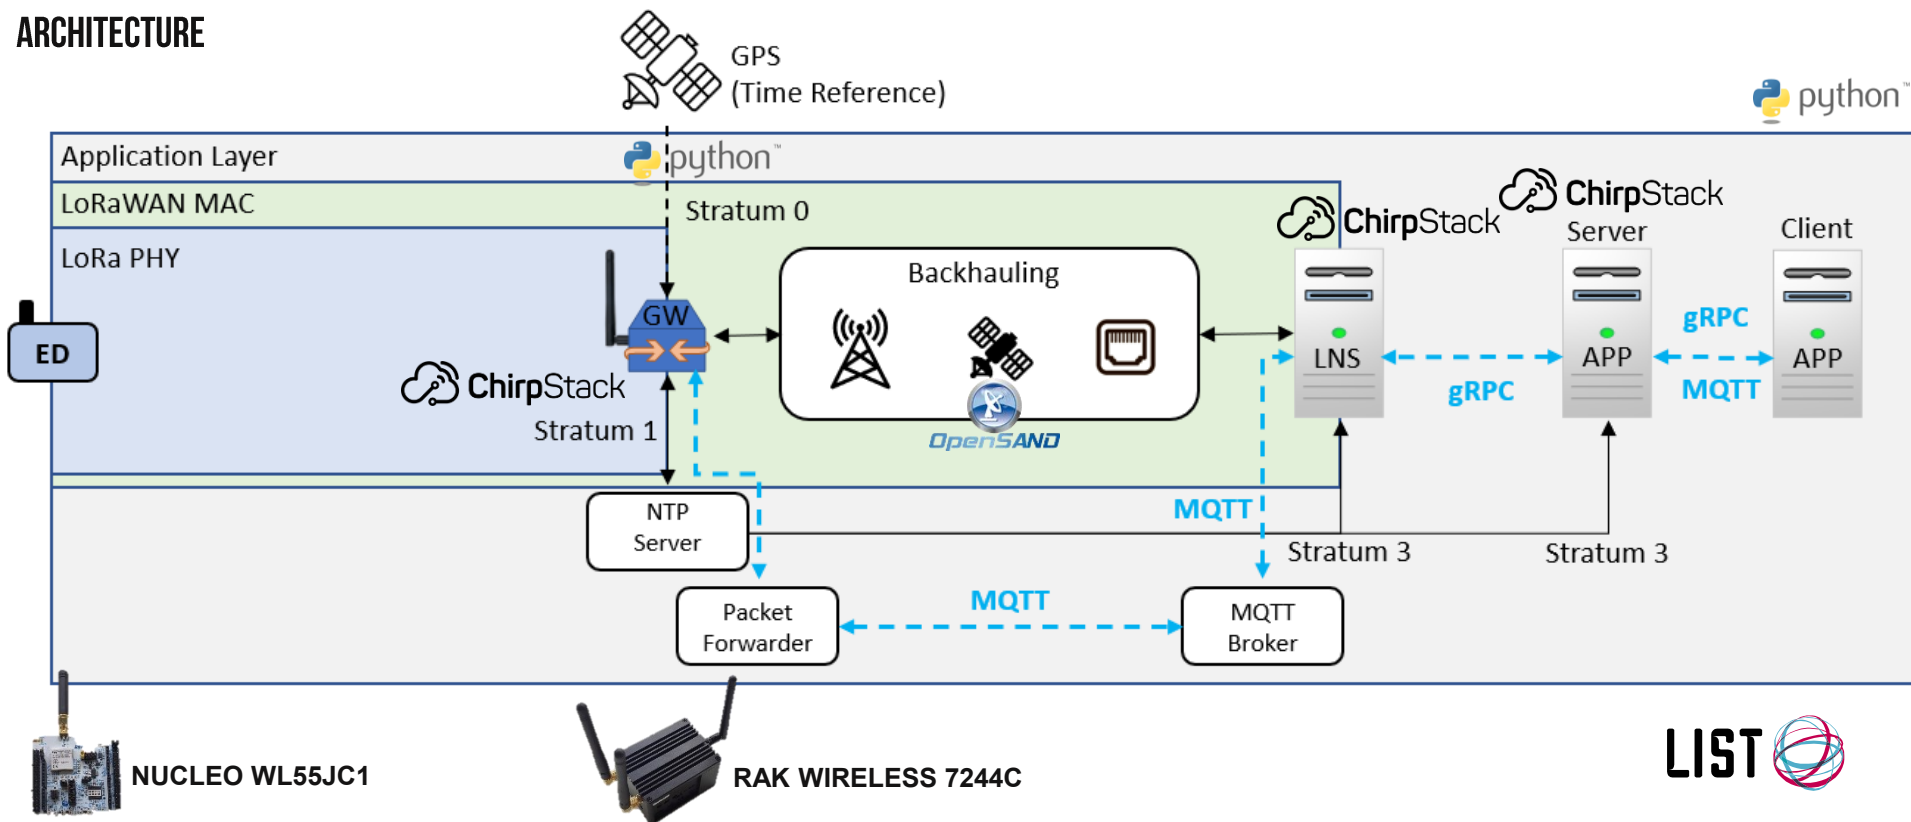 ARCHITECTURE
GPS
(Time Reference)
python™
Application Layer
python™
LoRaWAN MAC
Stratum 0
ChirpStack
ChirpStack
Server
Client
LoRa PHY
Backhauling
GW
ED
gRPC
LNS
APP
APP
ChirpStack
gRPC
MQTT
Stratum 1
OpenSAND
NTP
Server
MQTT
Stratum 3
Stratum 3
Packet
Forwarder
MQTT
MQTT
Broker
NUCLEO WL55JC1
RAK WIRELESS 7244C
LIST